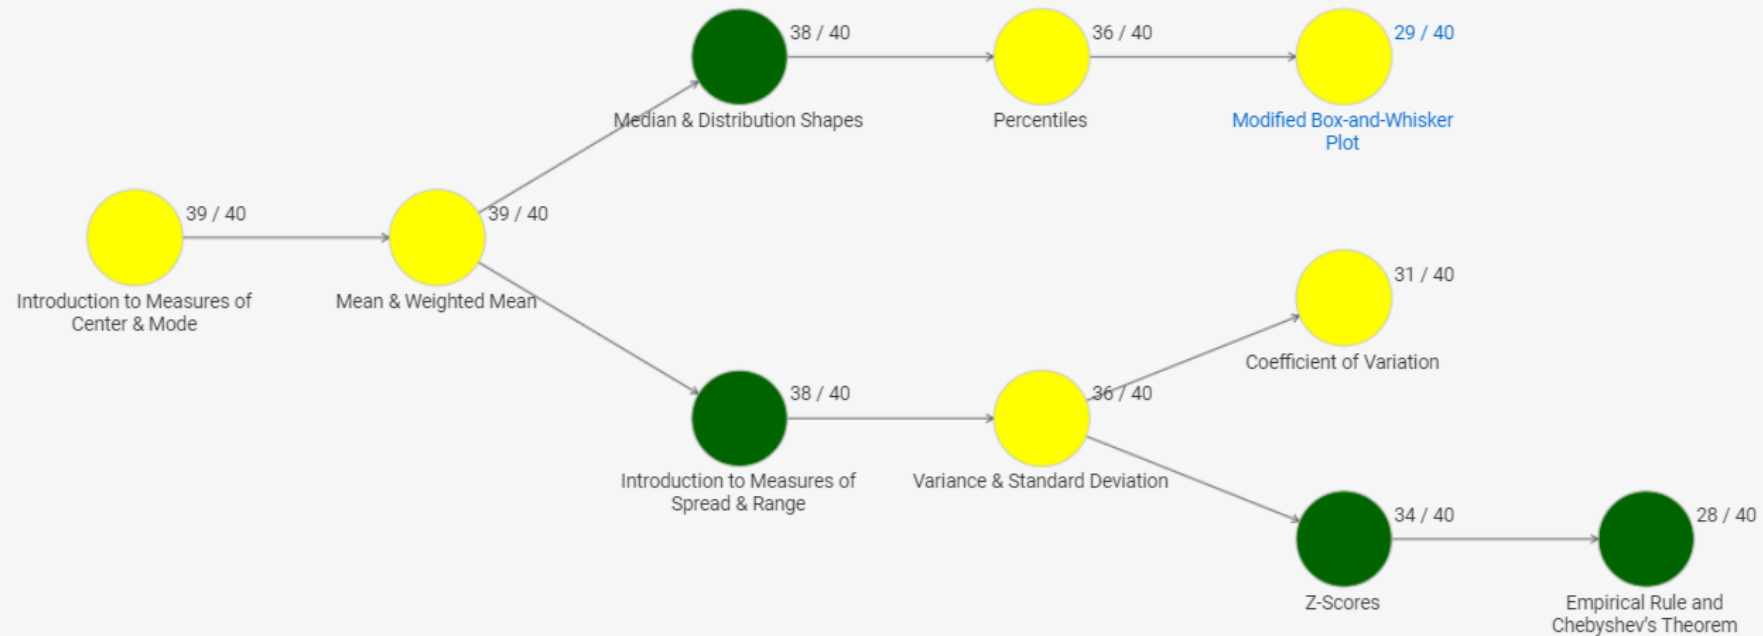 38 / 40
Median & Distribution Shapes
36 / 40
Percentiles
29 / 40
Modified Box-and-Whisker
Plot
39 / 40
Introduction to Measures of
Center & Mode
39 / 40
Mean & Weighted Mean
31 / 40
Coefficient of Variation
38 / 40
Introduction to Measures of
Spread & Range
36 / 40
Variance & Standard Deviation
34 / 40
Z-Scores
28 / 40
Empirical Rule and
Chebyshev's Theorem